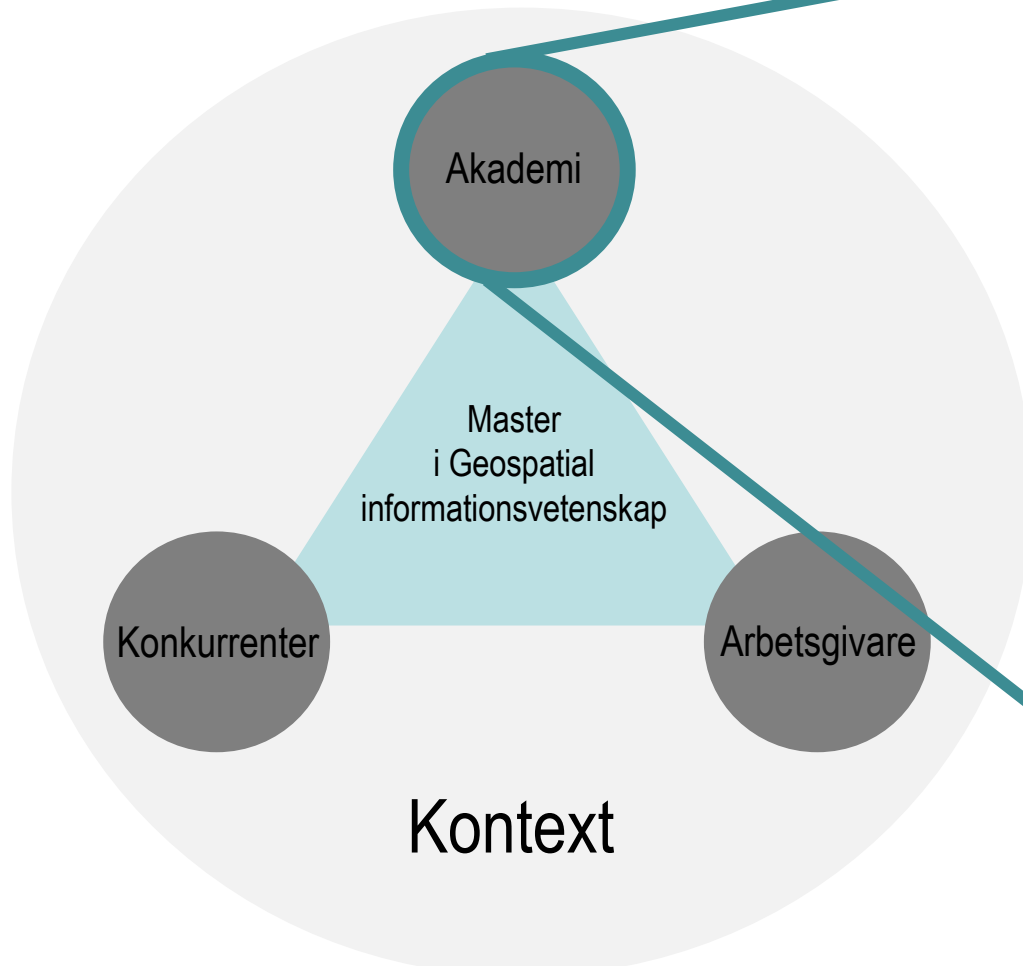 Akademi
Master
i Geospatial
informationsvetenskap
Konkurrenter
Arbetsgivare
Kontext